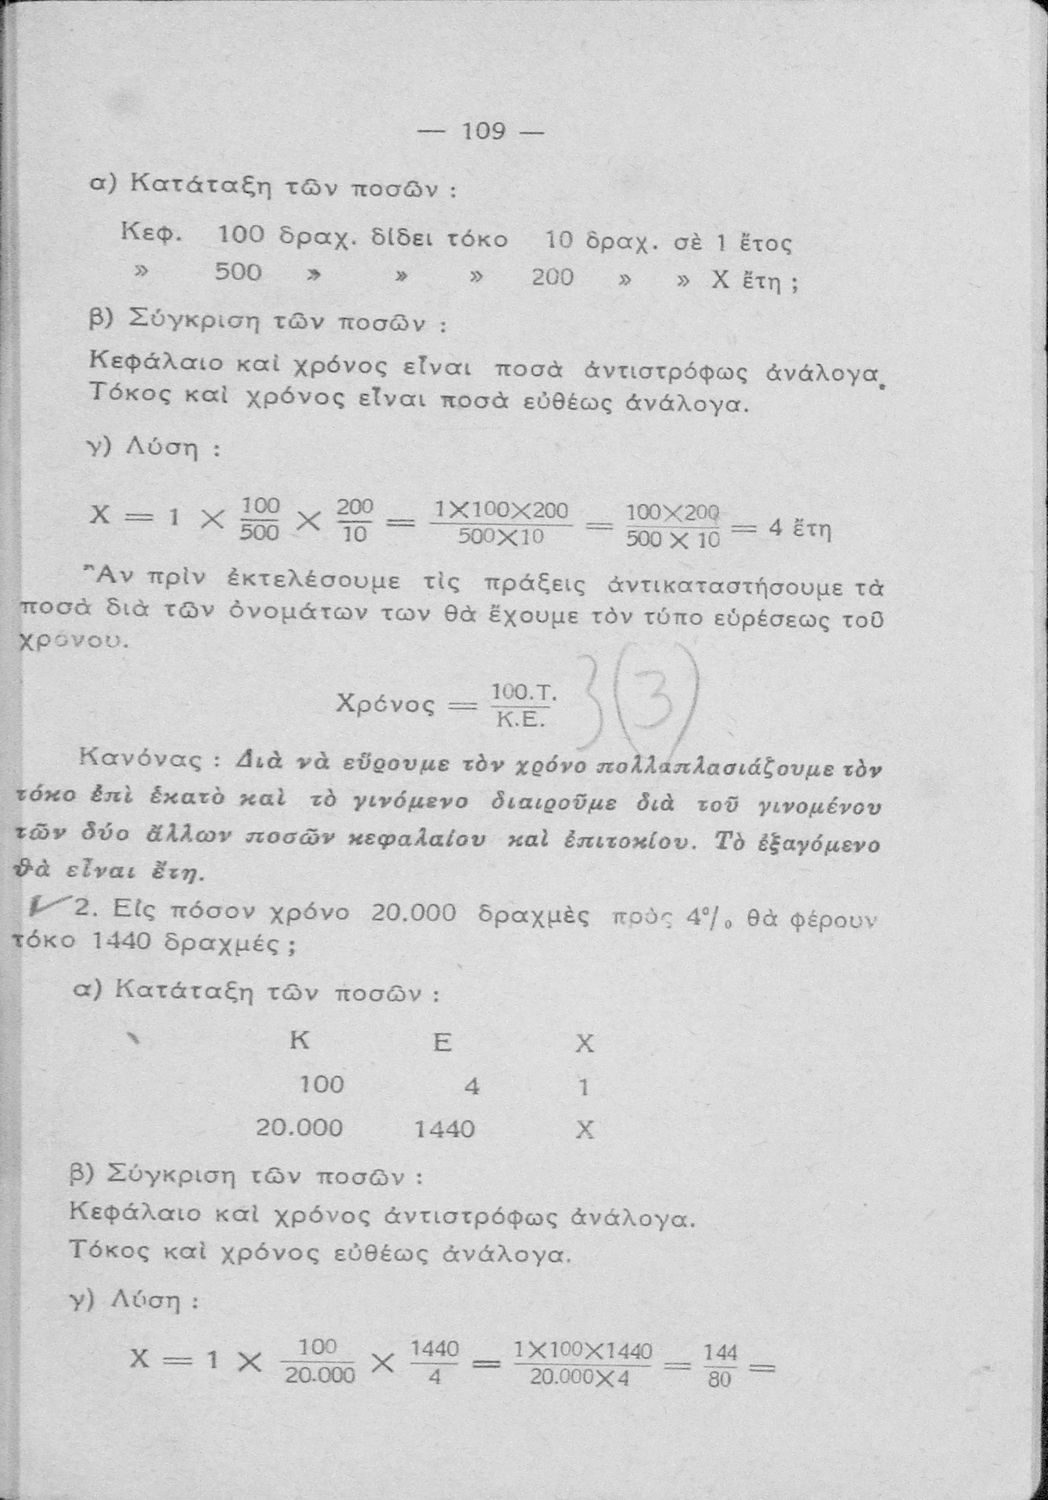 — 109 —
α) Κατάταξη τῶν ποσῶν :
Κεφ. 100 δραχ. δίδει τόκο 10 δραχ. σὲ 1 ἔτος
» 500 » » » 200 » » Χ ἔτη ;
β) Σύγκριση τῶν ποσῶν :
Κεφάλαιο καὶ χρόνος εἶναι ποσὰ ἀντιστρόφως ἀνάλογα.
Τόκος καὶ χρόνος εἶναι ποσὰ εὐθέως ἀνάλογα.
γ) Λύση :
Χ = 1 × 100/500 × 200/10 = 1×100×200/500×10 = 100×200/500×10 = 4 ἔτη
Ἂν πρὶν ἐκτελέσουμε τὶς πράξεις ἀντικαταστήσουμε τὰ
ποσὰ διὰ τῶν ὀνομάτων των θὰ ἔχουμε τὸν τύπο εὑρέσεως τοῦ
χρόνου.
Χρόνος = 100.Τ./Κ.Ε. (3)
Κανόνας : Διὰ νὰ εὕρουμε τὸν χρόνο πολλαπλασιάζουμε τὸν
τόκο ἐπὶ ἑκατὸ καὶ τὸ γινόμενο διαιροῦμε διὰ τοῦ γινομένου
τῶν δύο ἄλλων ποσῶν κεφαλαίου καὶ ἐπιτοκίου. Τὸ ἐξαγόμενο
θὰ εἶναι ἔτη.
2. Εἰς πόσον χρόνο 20.000 δραχμὲς πρὸς 4% θὰ φέρουν
τόκο 1440 δραχμές ;
α) Κατάταξη τῶν ποσῶν :
Κ Ε Χ
100 4 1
20.000 1440 Χ
β) Σύγκριση τῶν ποσῶν :
Κεφάλαιο καὶ χρόνος ἀντιστρόφως ἀνάλογα.
Τόκος καὶ χρόνος εὐθέως ἀνάλογα.
γ) Λύση :
Χ = 1 × 100/20.000 × 1440/4 = 1×100×1440/20.000×4 = 144/80 =